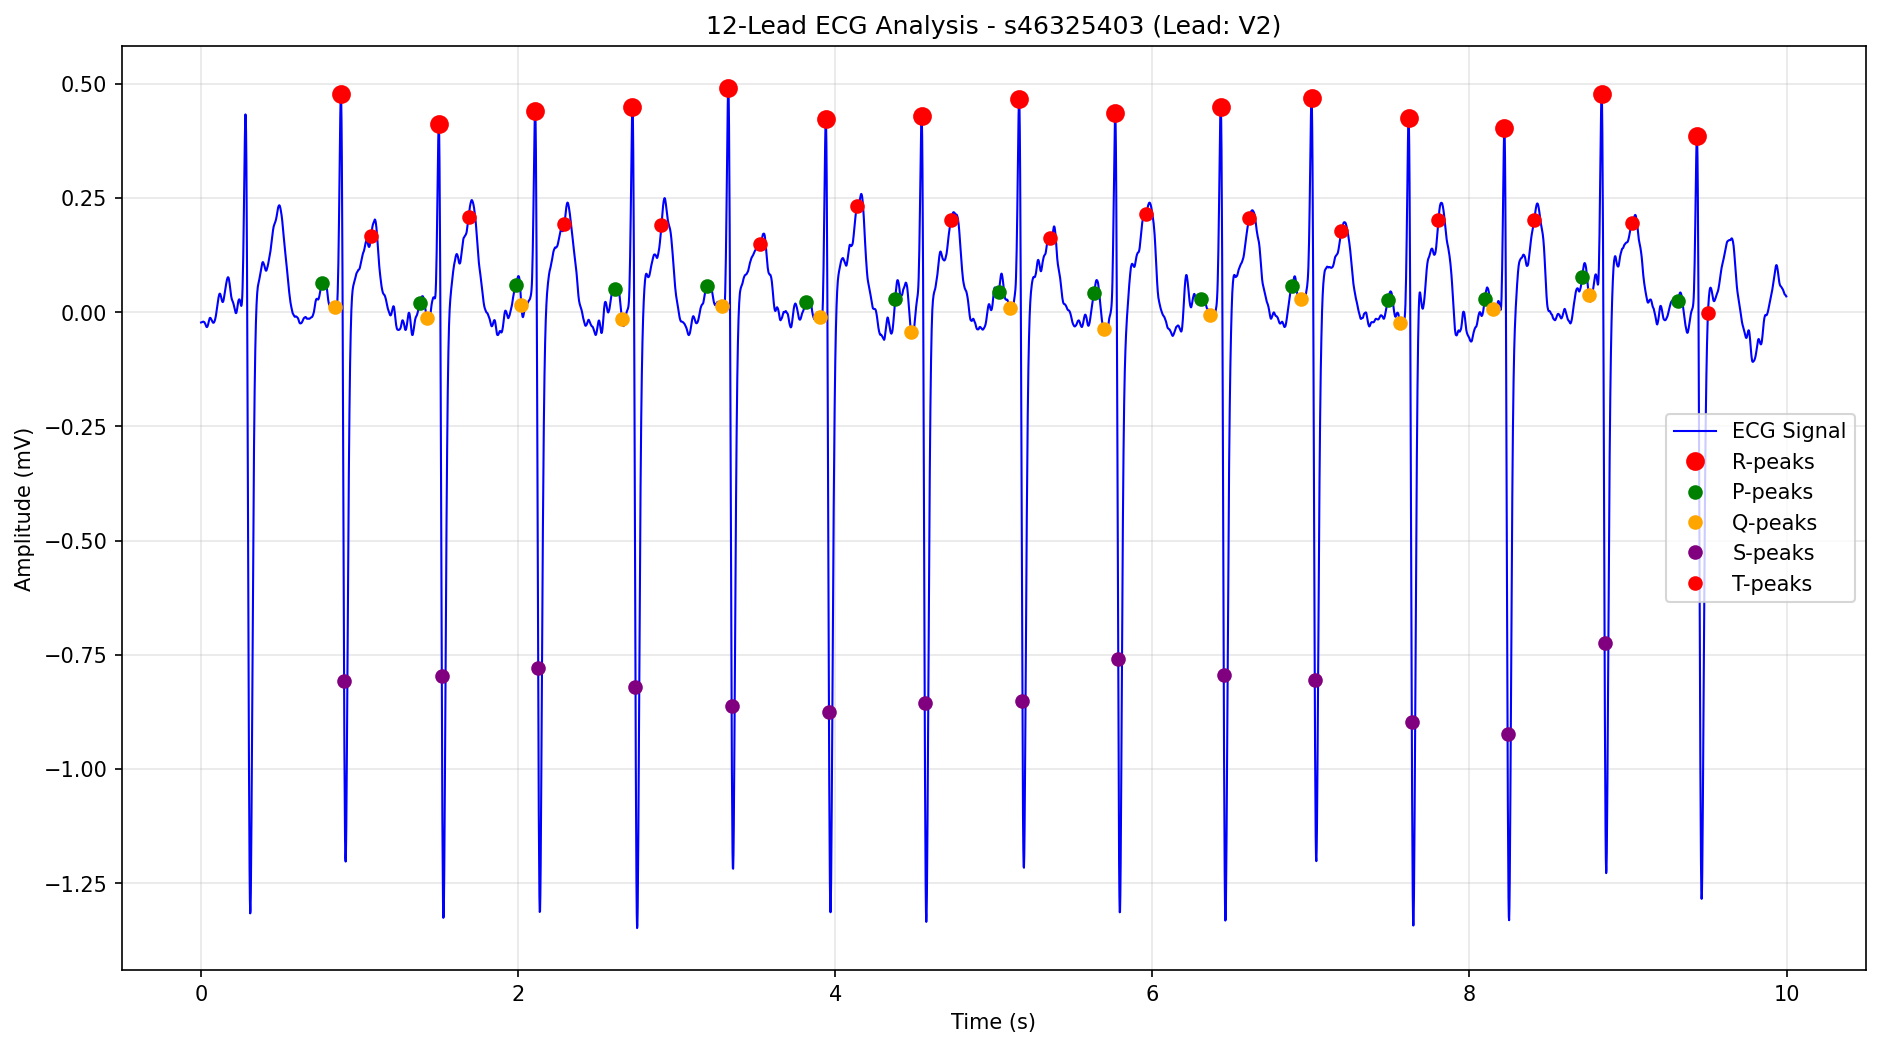 12-Lead ECG Analysis - s46325403 (Lead: V2)
0.50
0.25
0.00
−0.25
−0.50
−0.75
−1.00
−1.25
Amplitude (mV)
ECG Signal
R-peaks
P-peaks
Q-peaks
S-peaks
T-peaks
0 2 4 6 8 10
Time (s)